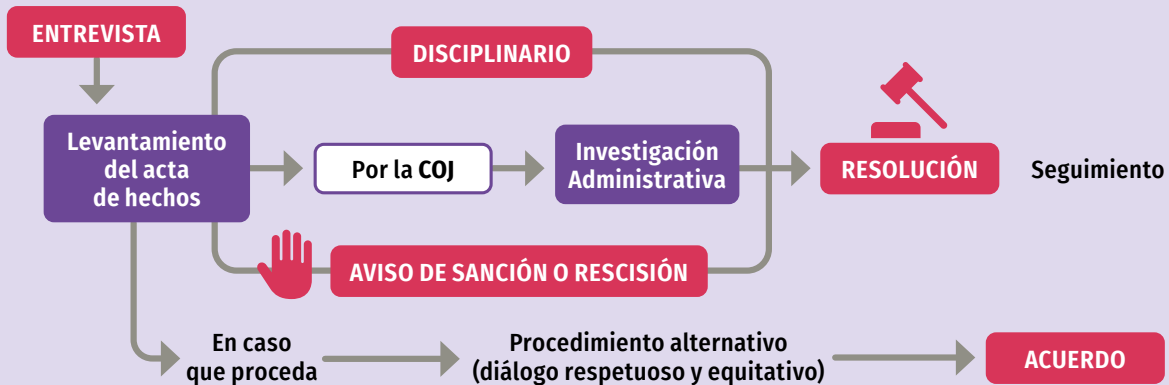 ENTREVISTA
DISCIPLINARIO
Levantamiento
del acta
de hechos
Por la COJ
Investigación
Administrativa
RESOLUCIÓN
Seguimiento
AVISO DE SANCIÓN O RESCISIÓN
En caso
que proceda
Procedimiento alternativo
(diálogo respetuoso y equitativo)
ACUERDO